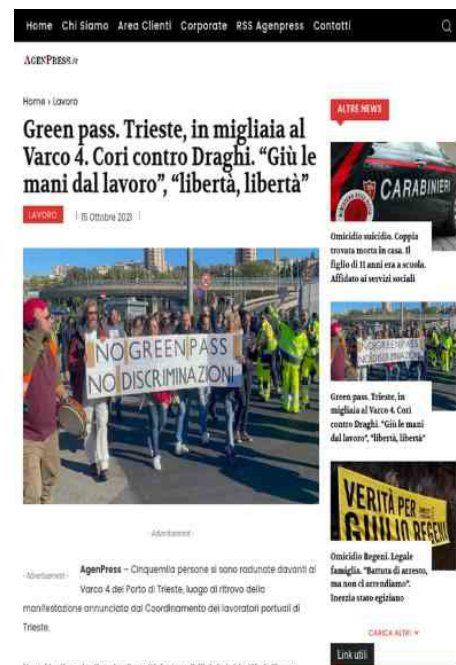 Home Chi Siamo Area Clienti Corporate RSS Agenpress Contatti
AGENPRESS.it
Home › Lavoro
Green pass. Trieste, in migliaia al
Varco 4. Cori contro Draghi. “Giù le
mani dal lavoro”, “libertà, libertà”
LAVORO 15 Ottobre 2021
NO GREEN PASS
NO DISCRIMINAZIONI
- Advertisement -
- Advertisement -
AgenPress – Cinquemila persone si sono radunate davanti al
Varco 4 del Porto di Trieste, luogo di ritrovo della
manifestazione annunciata dal Coordinamento dei lavoratori portuali di
Trieste.
ALTRE NEWS
CARABINIERI
Omicidio suicidio. Coppia
trovata morta in casa. Il
figlio di 11 anni era a scuola.
Affidato ai servizi sociali
NO GREEN PASS
NO DISCRIMINAZIONI
Green pass. Trieste, in
migliaia al Varco 4. Cori
contro Draghi. “Giù le mani
dal lavoro”, “libertà, libertà”
VERITÀ PER
GIULIO REGENI
Omicidio Regeni. Legale
famiglia. “Battuta di arresto,
ma non ci arrendiamo”.
Inerzia stato egiziano
CARICA ALTRI
Link utili